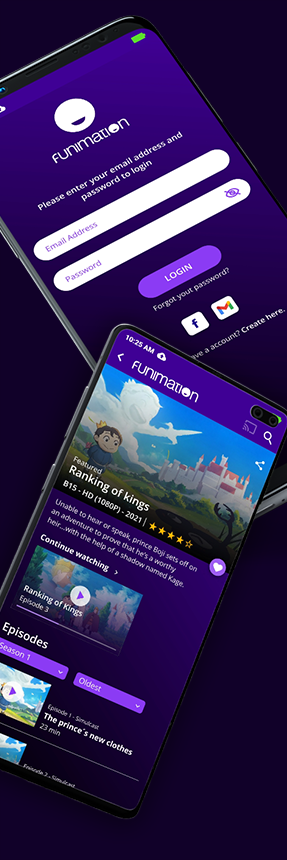 FUNIMATION
Please enter your email address and
password to login
Email Address
Password
LOGIN
Forgot yout password?
f
ve a account? Create here.
10:25 AM
FUNIMATION
Featured
Ranking of kings
B15 - HD (1080P) - 2021
Unable to hear or speak, prince Boji sets off on
an adventure to prove that he's a worthy
heir...with the help of a shadow named Kage.
Continue watching
Ranking of Kings
Episode 3
Episodes
Season 1
Oldest
Episode 1 - Simulcast
The prince´s new clothes
23 min
Episode 2 - Simulcast